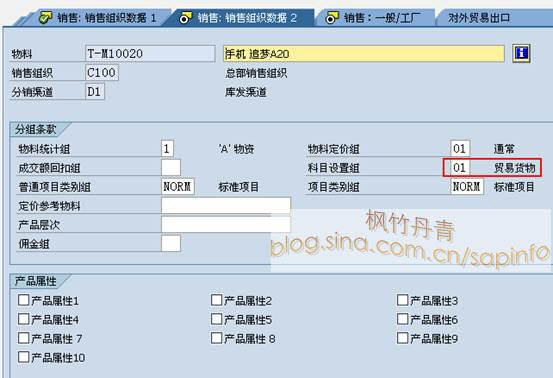 销售: 销售组织数据 1 销售: 销售组织数据 2 销售：一般/工厂 对外贸易出口
物料 T-M10020 手机 追梦A20
销售组织 C100 总部销售组织
分销渠道 D1 库发渠道
分组条款
物料统计组 1 'A' 物资 物料定价组 01 通常
成交额回扣组 科目设置组 01 贸易货物
普通项目类别组 NORM 标准项目 项目类别组 NORM 标准项目
定价参考物料
产品层次
佣金组
枫竹丹青
blog.sina.com.cn/sapinfo
产品属性
产品属性1 产品属性2 产品属性3
产品属性4 产品属性5 产品属性6
产品属性 7 产品属性 8 产品属性9
产品属性10